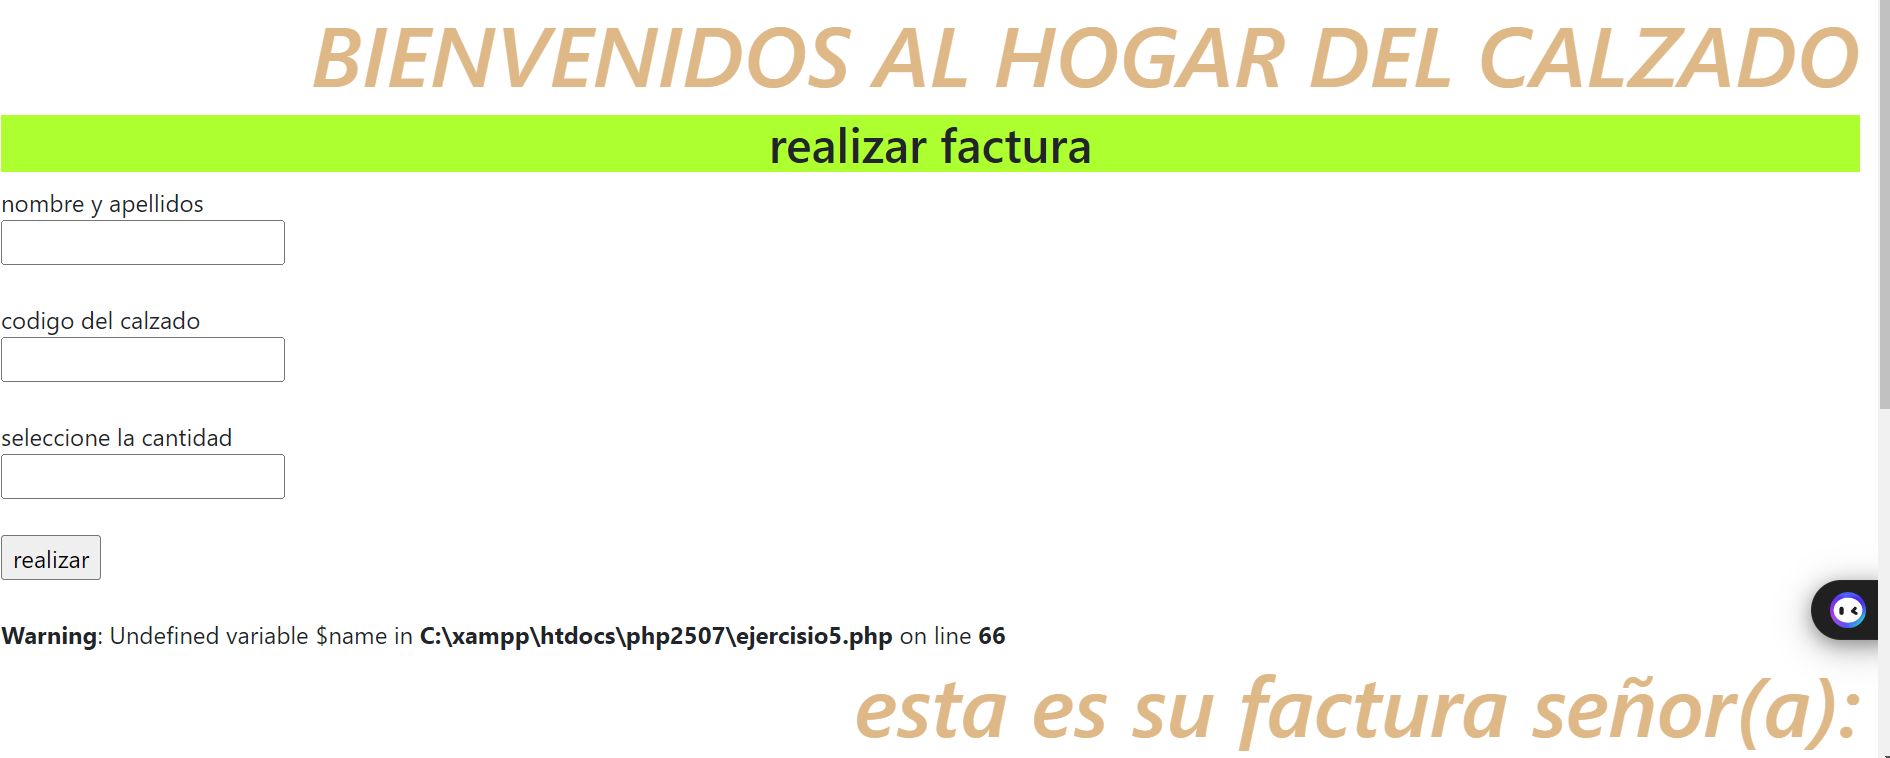 BIENVENIDOS AL HOGAR DEL CALZADO
realizar factura
nombre y apellidos
codigo del calzado
seleccione la cantidad
realizar
Warning: Undefined variable $name in C:\xampp\htdocs\php2507\ejercisio5.php on line 66
esta es su factura señor(a):